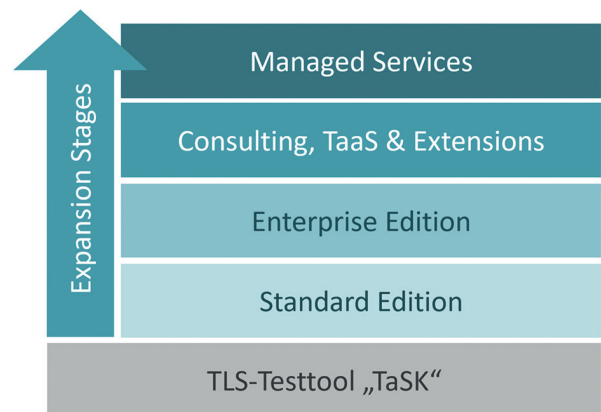 Expansion Stages
Managed Services
Consulting, TaaS & Extensions
Enterprise Edition
Standard Edition
TLS-Testtool „TaSK“